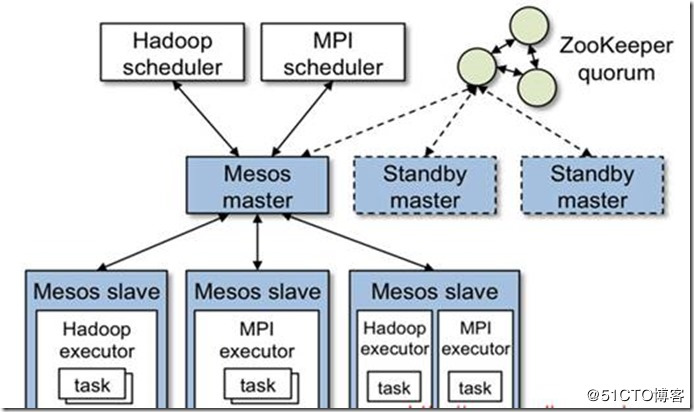 Hadoop
scheduler
MPI
scheduler
ZooKeeper
quorum
Mesos
master
Standby
master
Standby
master
Mesos slave
Mesos slave
Mesos slave
Hadoop
executor
task
MPI
executor
task
Hadoop
executor
task
MPI
executor
task
@51CTO博客